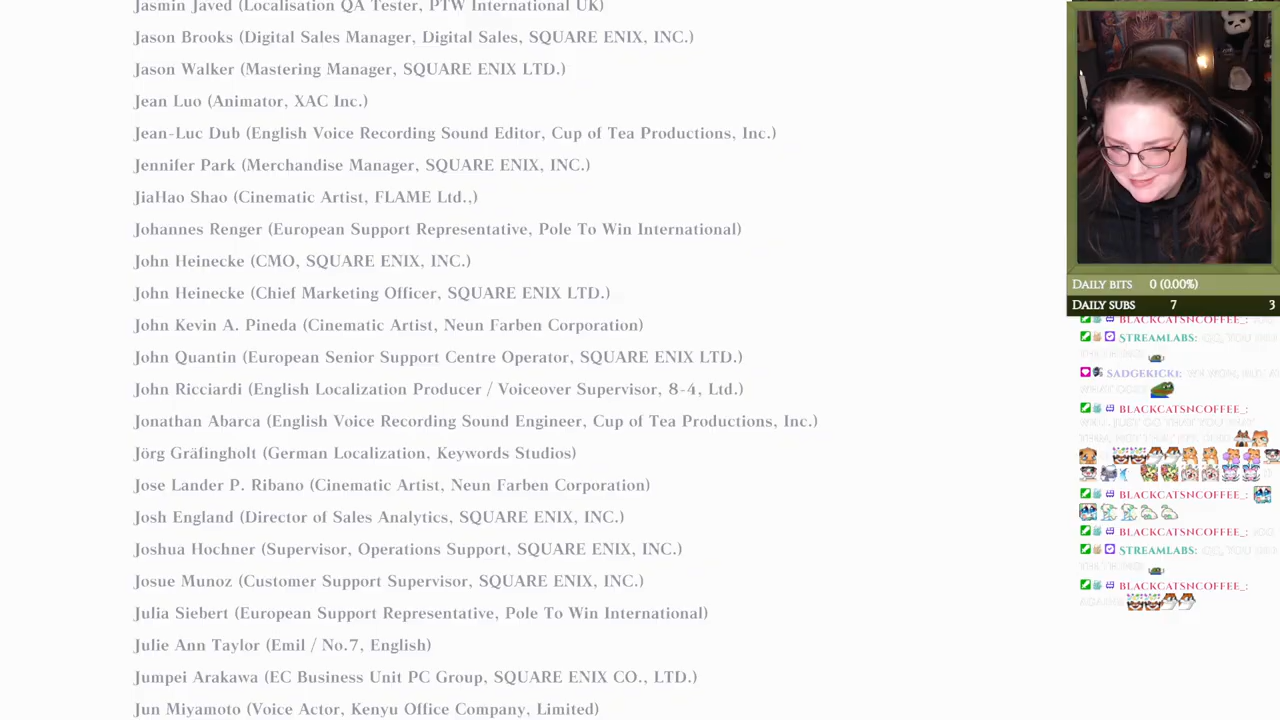 Jasmin Javed (Localisation QA Tester, PTW International UK)
Jason Brooks (Digital Sales Manager, Digital Sales, SQUARE ENIX, INC.)
Jason Walker (Mastering Manager, SQUARE ENIX LTD.)
Jean Luo (Animator, XAC Inc.)
Jean-Luc Dub (English Voice Recording Sound Editor, Cup of Tea Productions, Inc.)
Jennifer Park (Merchandise Manager, SQUARE ENIX, INC.)
JiaHao Shao (Cinematic Artist, FLAME Ltd.,)
Johannes Renger (European Support Representative, Pole To Win International)
John Heinecke (CMO, SQUARE ENIX, INC.)
John Heinecke (Chief Marketing Officer, SQUARE ENIX LTD.)
John Kevin A. Pineda (Cinematic Artist, Neun Farben Corporation)
John Quantin (European Senior Support Centre Operator, SQUARE ENIX LTD.)
John Ricciardi (English Localization Producer / Voiceover Supervisor, 8-4, Ltd.)
Jonathan Abarca (English Voice Recording Sound Engineer, Cup of Tea Productions, Inc.)
Jörg Gräfingholt (German Localization, Keywords Studios)
Jose Lander P. Ribano (Cinematic Artist, Neun Farben Corporation)
Josh England (Director of Sales Analytics, SQUARE ENIX, INC.)
Joshua Hochner (Supervisor, Operations Support, SQUARE ENIX, INC.)
Josue Munoz (Customer Support Supervisor, SQUARE ENIX, INC.)
Julia Siebert (European Support Representative, Pole To Win International)
Julie Ann Taylor (Emil / No.7, English)
Jumpei Arakawa (EC Business Unit PC Group, SQUARE ENIX CO., LTD.)
Jun Miyamoto (Voice Actor, Kenyu Office Company, Limited)
DAILY BITS 0 (0.00%)
DAILY SUBS 7 3
BLACKCATSNCOFFEE_:
STREAMLABS:
SADGEKICKI:
BLACKCATSNCOFFEE_:
BLACKCATSNCOFFEE_:
BLACKCATSNCOFFEE_:
STREAMLABS:
BLACKCATSNCOFFEE_: